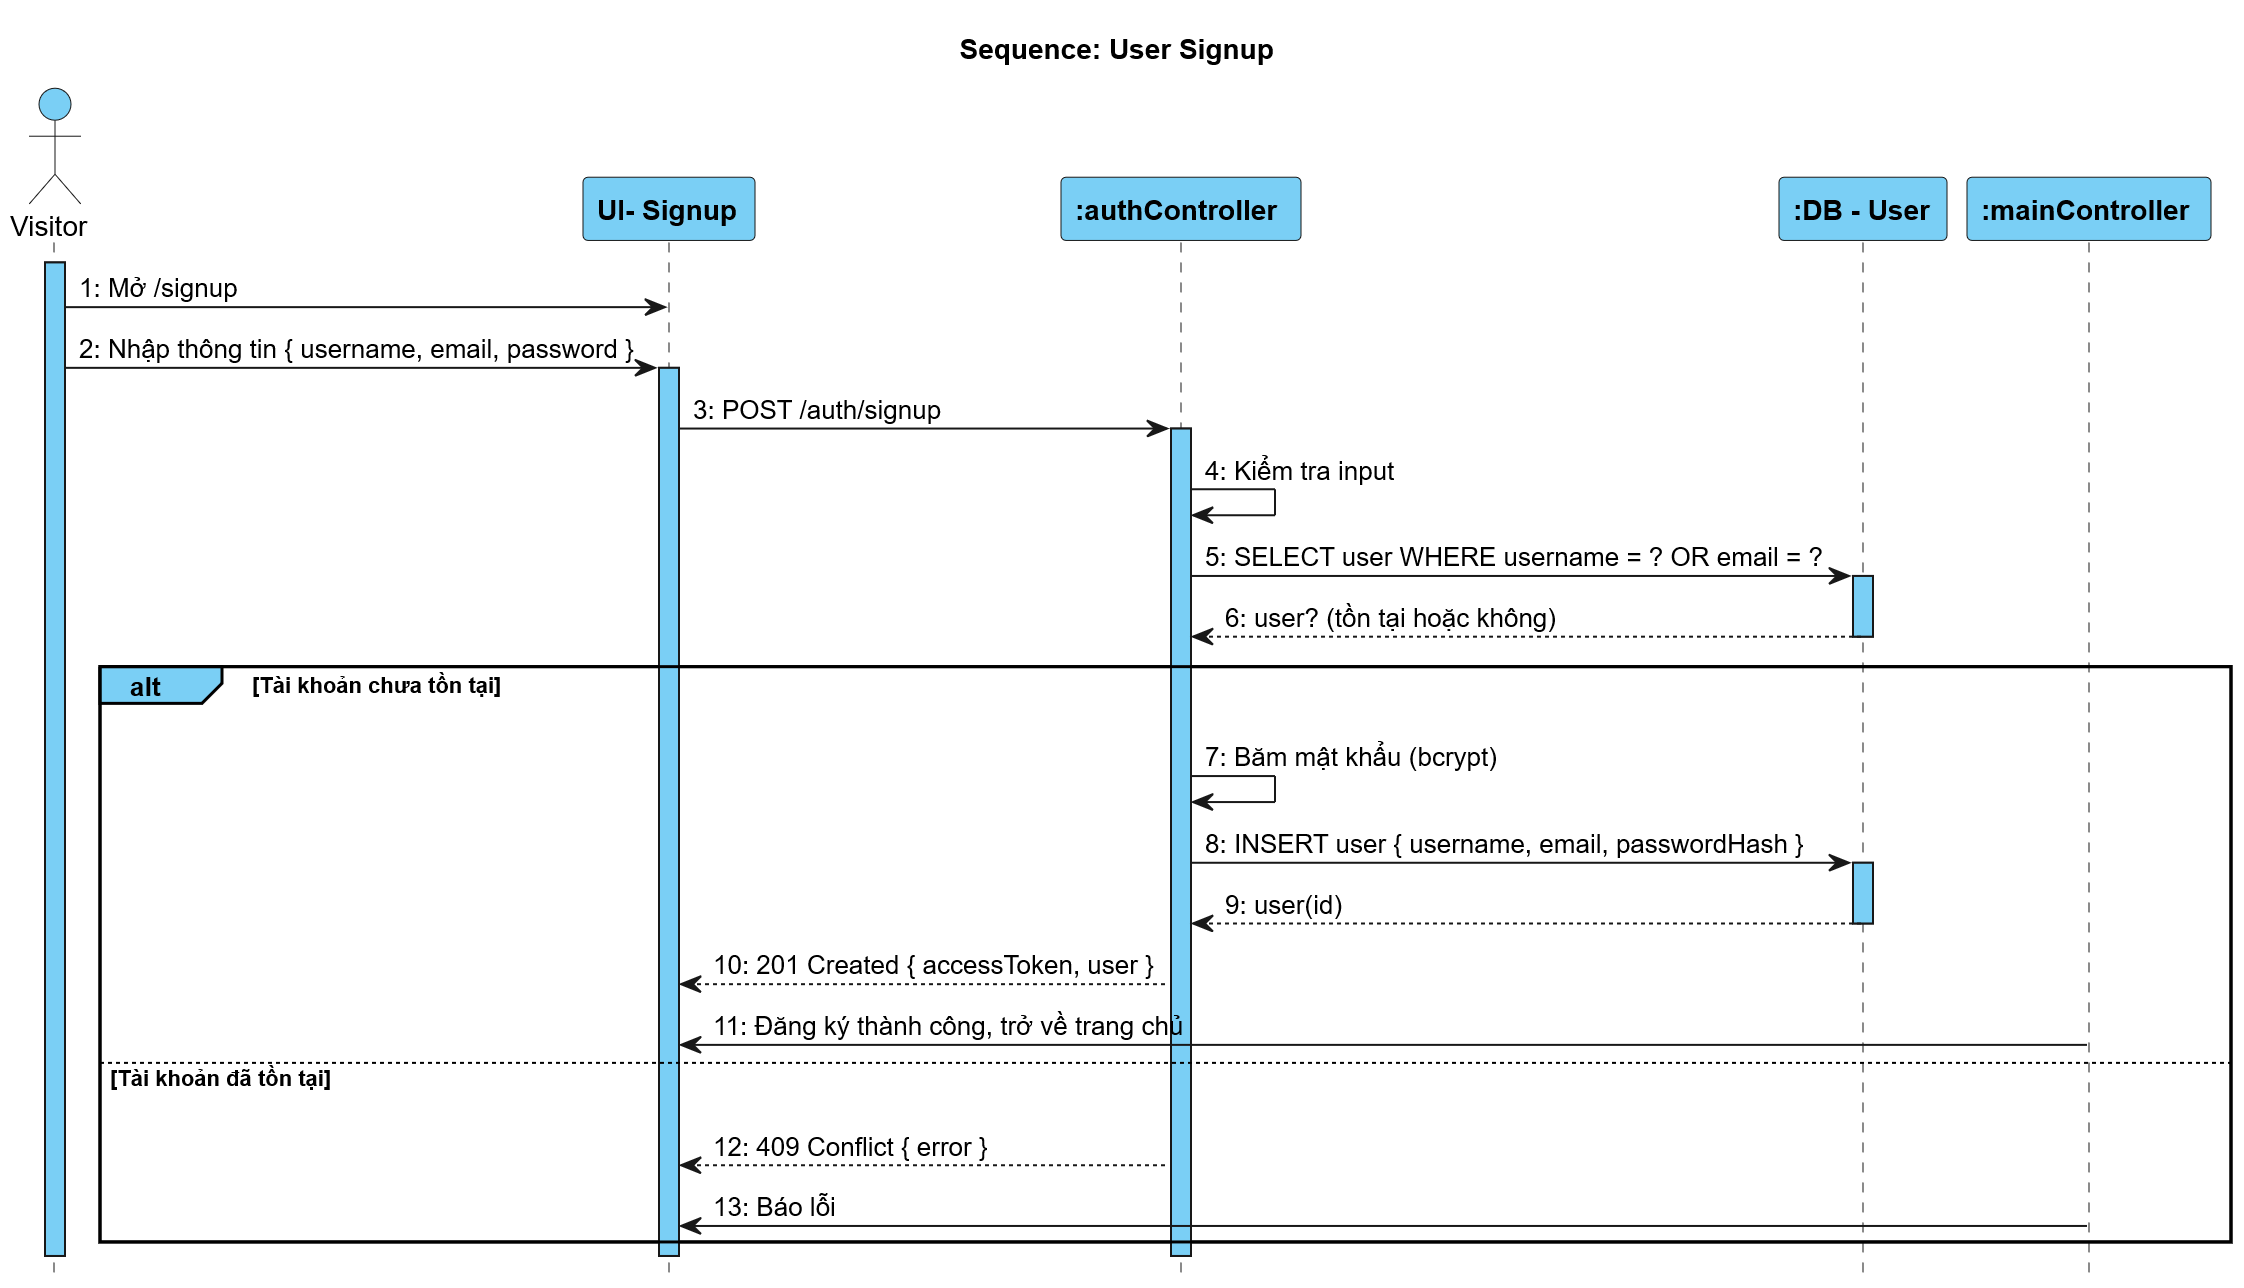 Sequence: User Signup
Visitor
UI- Signup
:authController
:DB - User
:mainController
1: Mở /signup
2: Nhập thông tin { username, email, password }
3: POST /auth/signup
4: Kiểm tra input
5: SELECT user WHERE username = ? OR email = ?
6: user? (tồn tại hoặc không)
alt [Tài khoản chưa tồn tại]
7: Băm mật khẩu (bcrypt)
8: INSERT user { username, email, passwordHash }
9: user(id)
10: 201 Created { accessToken, user }
11: Đăng ký thành công, trở về trang chủ
[Tài khoản đã tồn tại]
12: 409 Conflict { error }
13: Báo lỗi